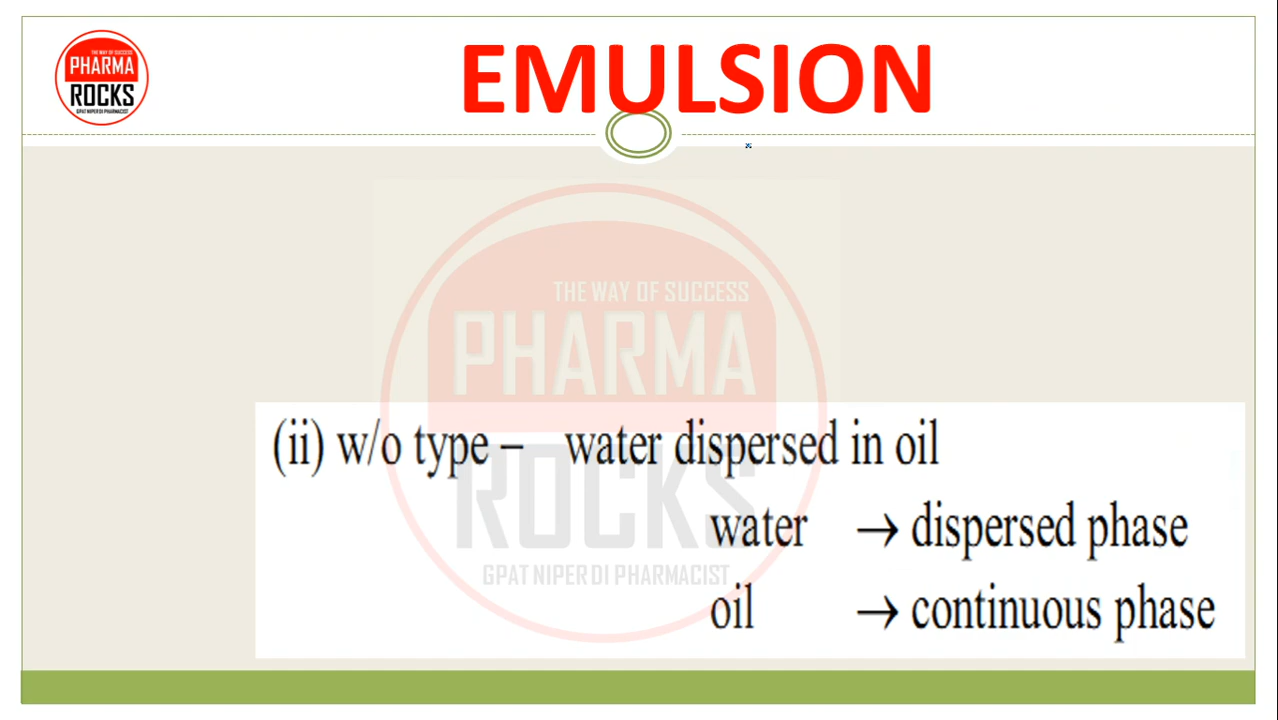 THE WAY OF SUCCESS
PHARMA
ROCKS
GPAT NIPER DI PHARMACIST
EMULSION
THE WAY OF SUCCESS
PHARMA
(ii) w/o type – water dispersed in oil
ROCKS
water → dispersed phase
GPAT NIPER DI PHARMACIST
oil → continuous phase